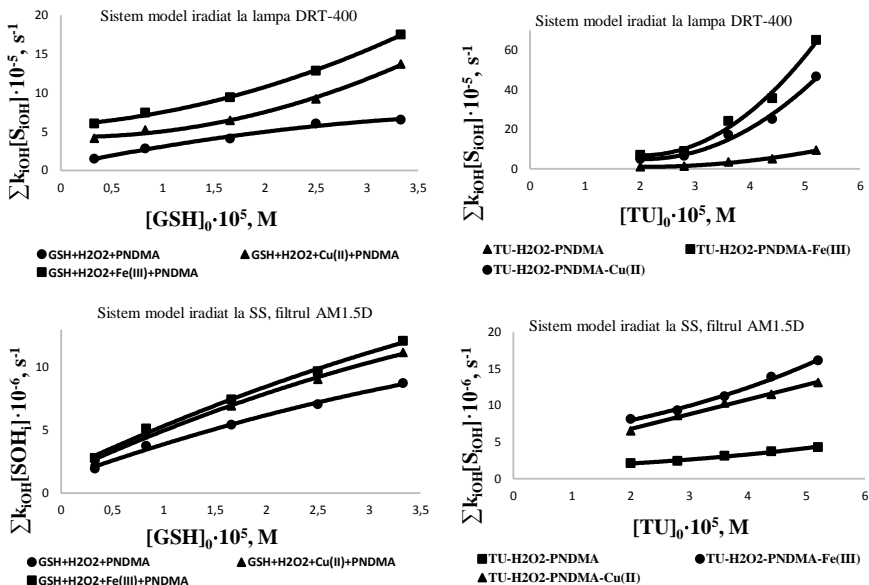 Sistem model iradiat la lampa DRT-400
∑k_iOH[S_iOH]·10⁻⁵, s⁻¹
20
15
10
5
0
0 0,5 1 1,5 2 2,5 3 3,5
[GSH]₀·10⁵, M
GSH+H2O2+PNDMA GSH+H2O2+Cu(II)+PNDMA
GSH+H2O2+Fe(III)+PNDMA
Sistem model iradiat la lampa DRT-400
∑k_iOH[S_iOH]·10⁻⁵, s⁻¹
60
40
20
0
0 1 2 3 4 5 6
[TU]₀·10⁵, M
TU-H2O2-PNDMA TU-H2O2-PNDMA-Fe(III)
TU-H2O2-PNDMA-Cu(II)
Sistem model iradiat la SS, filtrul AM1.5D
∑k_iOH[SOH_i]·10⁻⁶, s⁻¹
10
5
0
0 0,5 1 1,5 2 2,5 3 3,5
[GSH]₀·10⁵, M
GSH+H2O2+PNDMA GSH+H2O2+Cu(II)+PNDMA
GSH+H2O2+Fe(III)+PNDMA
Sistem model iradiat la SS, filtrul AM1.5D
∑k_iOH[S_iOH]·10⁻⁶, s⁻¹
20
15
10
5
0
0 1 2 3 4 5 6
[TU]₀·10⁵, M
TU-H2O2-PNDMA TU-H2O2-PNDMA-Fe(III)
TU-H2O2-PNDMA-Cu(II)